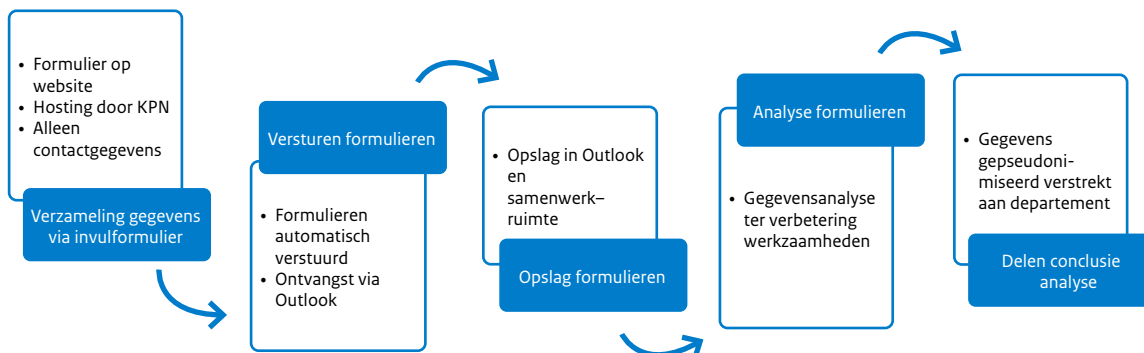 • Formulier op
website
• Hosting door KPN
• Alleen
contactgegevens
Verzameling gegevens
via invulformulier
Versturen formulieren
• Formulieren
automatisch
verstuurd
• Ontvangst via
Outlook
• Opslag in Outlook
en
samenwerk–
ruimte
Opslag formulieren
Analyse formulieren
• Gegevensanalyse
ter verbetering
werkzaamheden
• Gegevens
gepseudoni-
miseerd verstrekt
aan departement
Delen conclusie
analyse